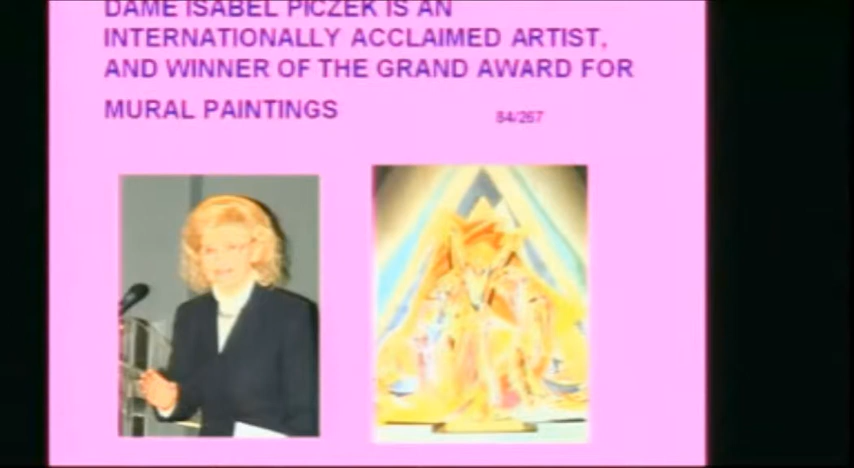 DAME ISABEL PICZEK IS AN
INTERNATIONALLY ACCLAIMED ARTIST,
AND WINNER OF THE GRAND AWARD FOR
MURAL PAINTINGS
84/267